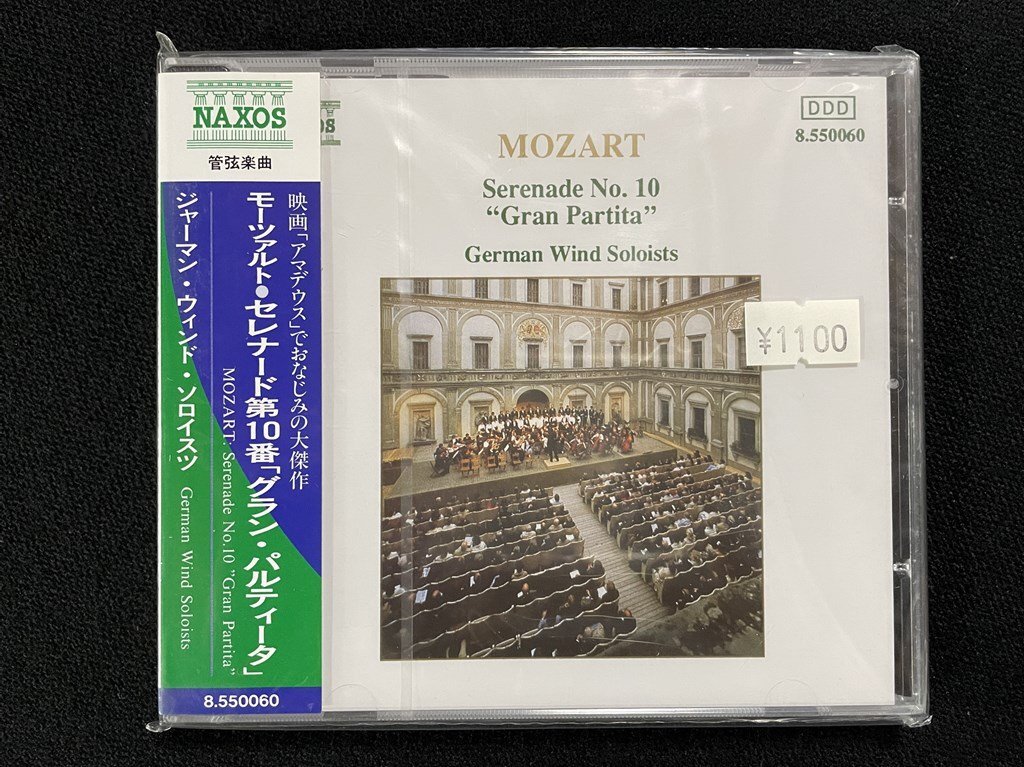 NAXOS
管弦楽曲
映画「アマデウス」でおなじみの大傑作
モーツァルト●セレナード第10番「グラン・パルティータ」
MOZART: Serenade No.10 "Gran Partita"
ジャーマン・ウィンド・ソロイスツ German Wind Soloists
8.550060
OS
DDD
8.550060
MOZART
Serenade No. 10
“Gran Partita”
German Wind Soloists
¥1100